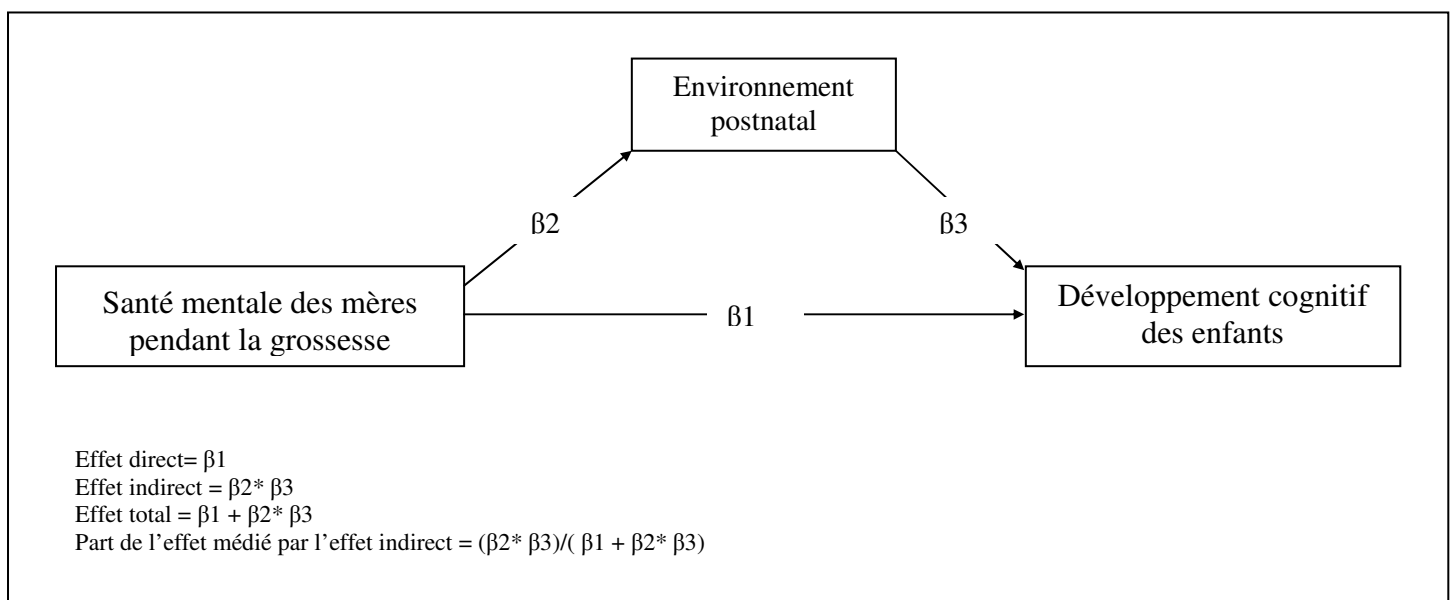 Environnement
postnatal
β2
β3
Santé mentale des mères
pendant la grossesse
β1
Développement cognitif
des enfants
Effet direct= β1
Effet indirect = β2* β3
Effet total = β1 + β2* β3
Part de l’effet médié par l’effet indirect = (β2* β3)/( β1 + β2* β3)